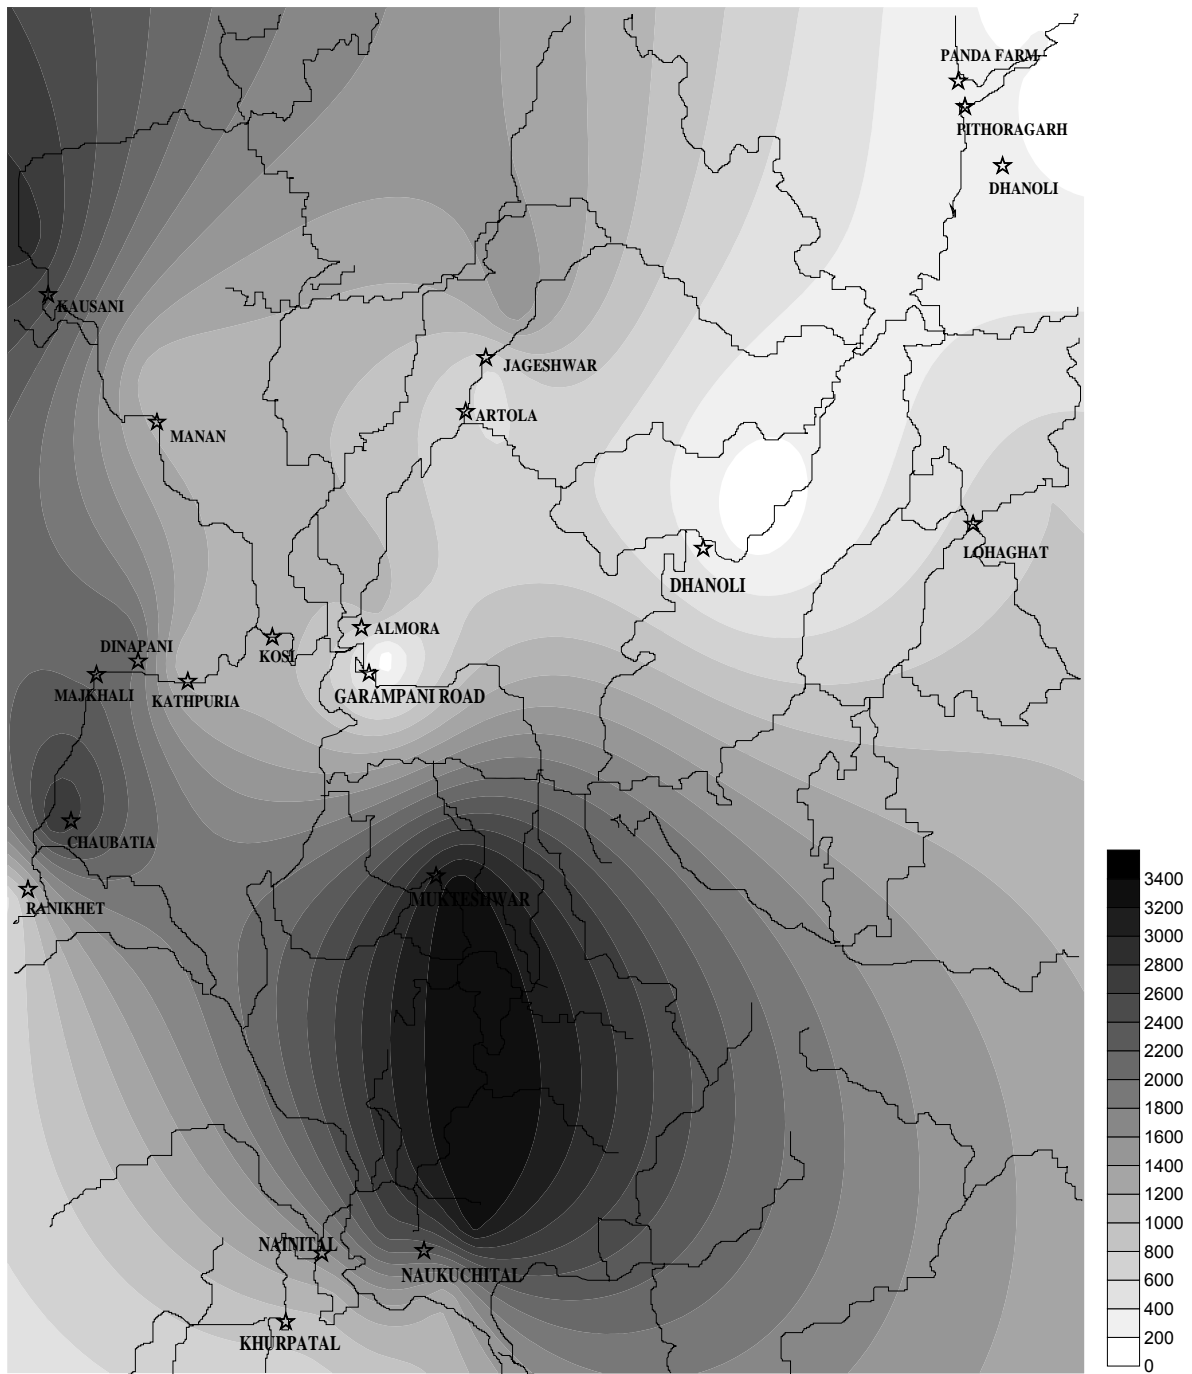 PANDA FARM
PITHORAGARH
DHANOLI
KAUSANI
JAGESHWAR
ARTOLA
MANAN
LOHAGHAT
DHANOLI
ALMORA
DINAPANI
KOSI
MAJKHALI
KATHPURIA
GARAMPANI ROAD
CHAUBATIA
MUKTESHWAR
RANIKHET
NAINITAL
NAUKUCHITAL
KHURPATAL
3400
3200
3000
2800
2600
2400
2200
2000
1800
1600
1400
1200
1000
800
600
400
200
0